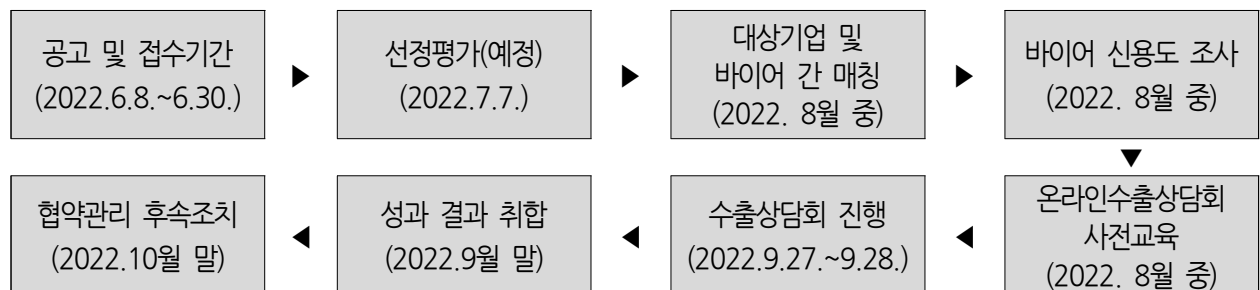 공고 및 접수기간
(2022.6.8.~6.30.)
▶
선정평가(예정)
(2022.7.7.)
▶
대상기업 및
바이어 간 매칭
(2022. 8월 중)
▶
바이어 신용도 조사
(2022. 8월 중)
▼
온라인수출상담회
사전교육
(2022. 8월 중)
◀
수출상담회 진행
(2022.9.27.~9.28.)
◀
성과 결과 취합
(2022.9월 말)
◀
협약관리 후속조치
(2022.10월 말)